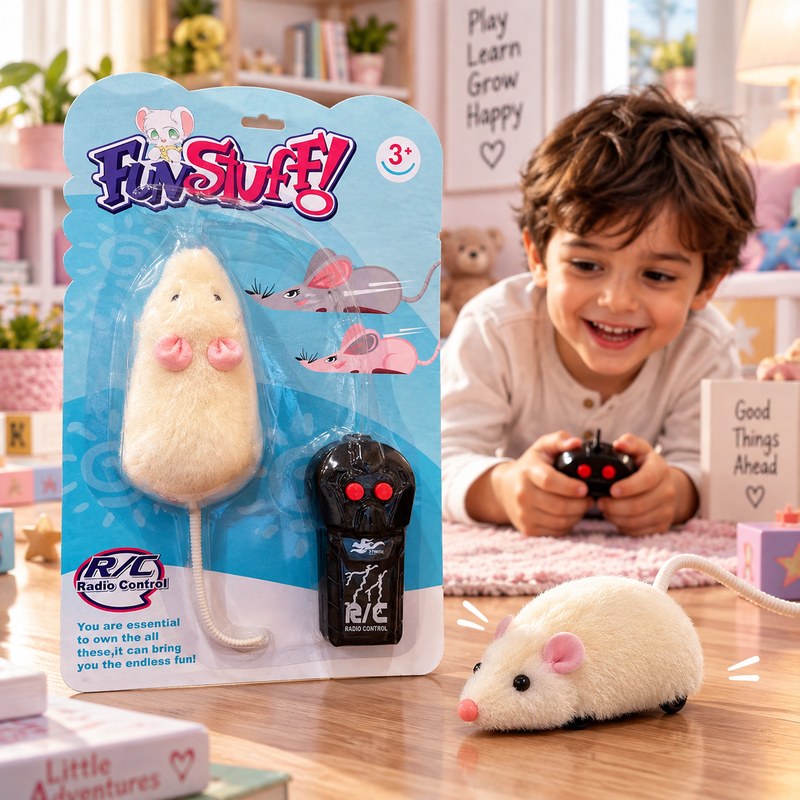 Play
Learn
Grow
Happy
FunStuff!
3+
R/C
Radio Control
You are essential
to own the all
these,it can bring
you the endless fun!
R/C
RADIO CONTROL
Good
Things
Ahead
K
Little
Adventures